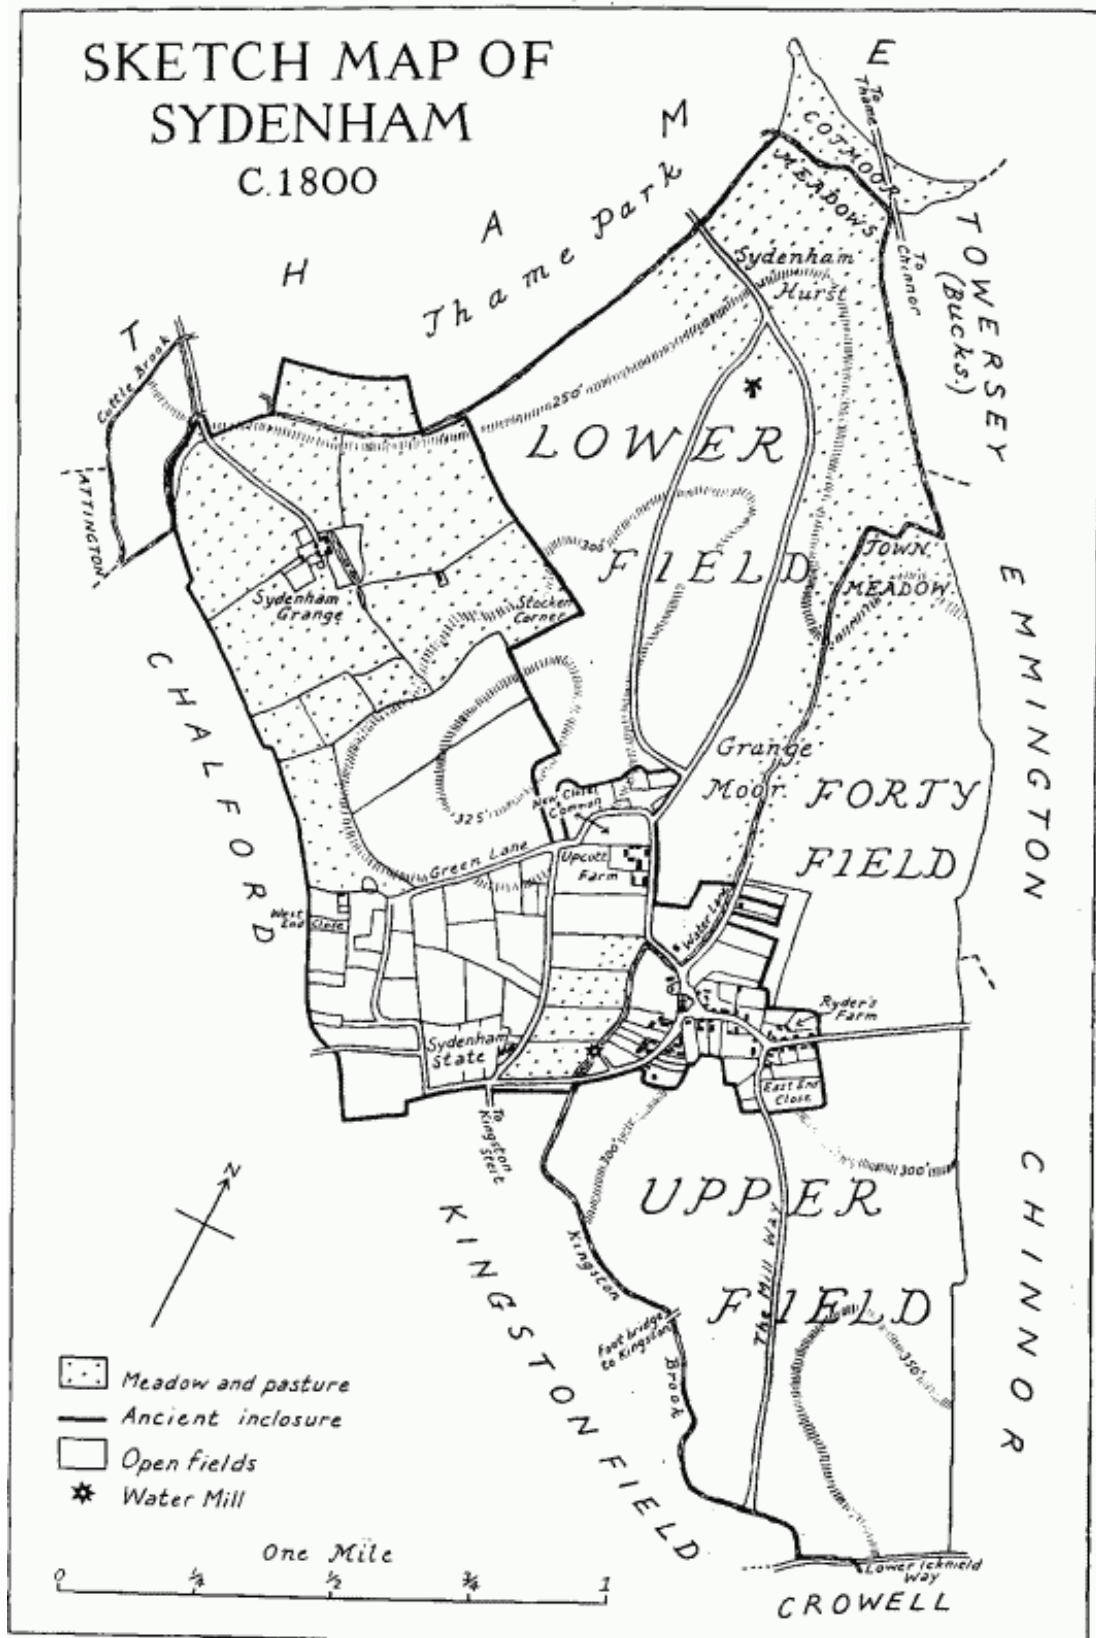 SKETCH MAP OF
SYDENHAM
C.1800
THAME
Thame Park
To
Thame
COTMOOR
MEADOWS
To
Chinnor
TOWERSEY
(Bucks.)
Sydenham
Hurst
Cuttle Brook
ATTINGTON
250'
LOWER
FIELD
300'
Sydenham
Grange
Stocken
Corner
TOWN
MEADOW
EMMINGTON
CHALFORD
325'
Grange
Moor
New Close
Common
FORTY
FIELD
Green Lane
Upcott
Farm
West
End Close
Water Lane
Ryder's
Farm
Sydenham
State
East End
Close
To
Kingston
Stert
300'
300'
UPPER
FIELD
The Mill Way
CHINNOR
KINGSTON FIELD
Kingston
Brook
Foot bridge
to Kingston
350'
N
Meadow and pasture
Ancient inclosure
Open fields
Water Mill
One Mile
0 1/4 1/2 3/4 1
Lower Icknield
Way
CROWELL